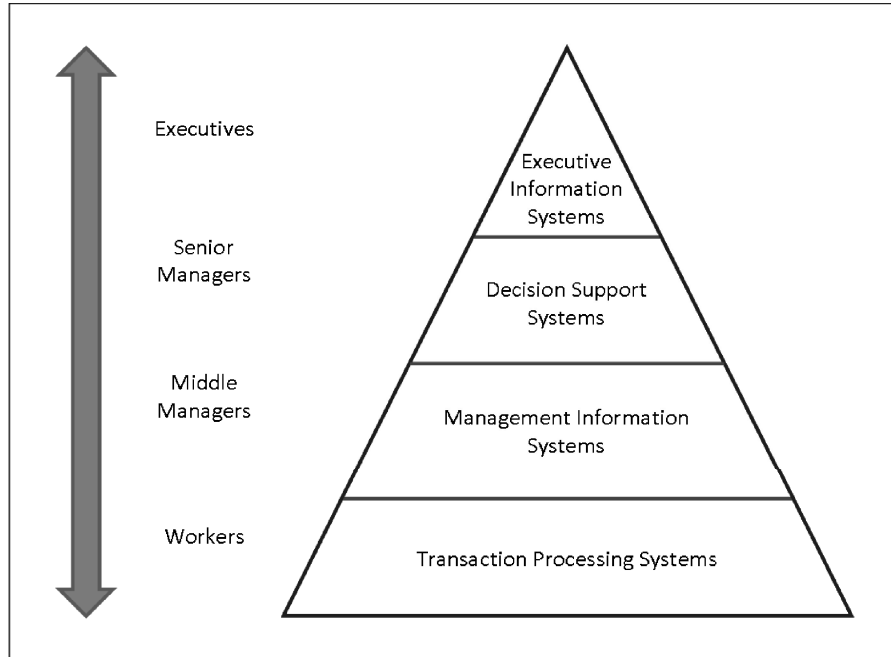 Executives
Executive
Information
Systems
Senior
Managers
Decision Support
Systems
Middle
Managers
Management Information
Systems
Workers
Transaction Processing Systems